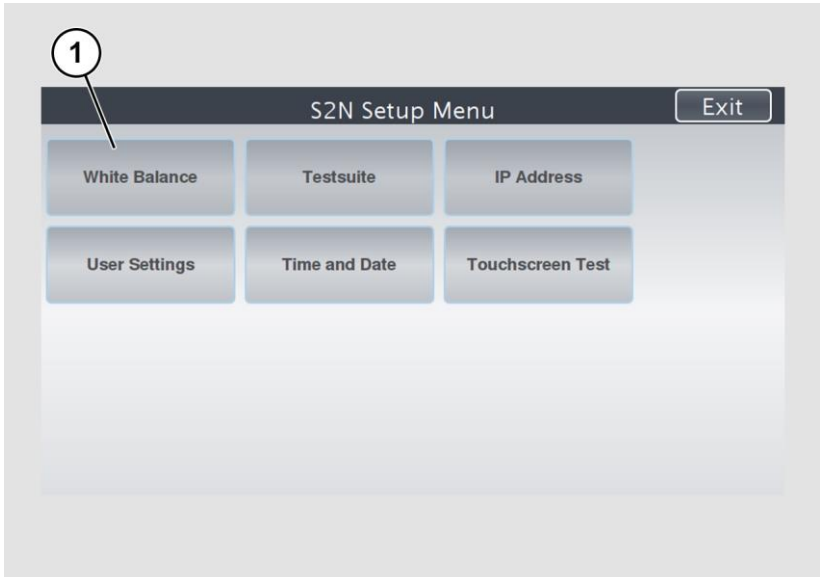 1
S2N Setup Menu
Exit
White Balance
Testsuite
IP Address
User Settings
Time and Date
Touchscreen Test